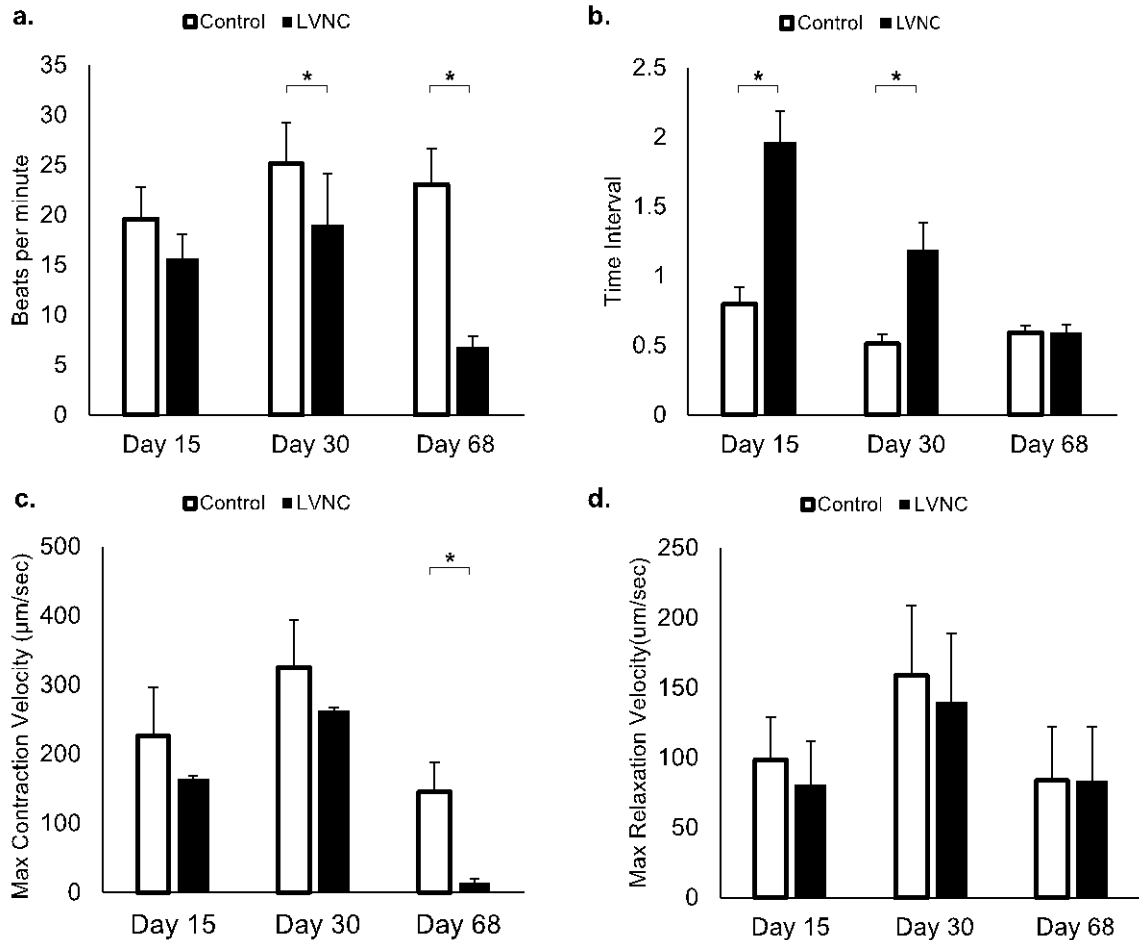 a.
Control LVNC
Beats per minute
35
30
25
20
15
10
5
0
* *
Day 15 Day 30 Day 68
b.
Control LVNC
Time Interval
2.5
2
1.5
1
0.5
0
* *
Day 15 Day 30 Day 68
c.
Control LVNC
Max Contraction Velocity (µm/sec)
500
400
300
200
100
0
*
Day 15 Day 30 Day 68
d.
Control LVNC
Max Relaxation Velocity(um/sec)
250
200
150
100
50
0
Day 15 Day 30 Day 68